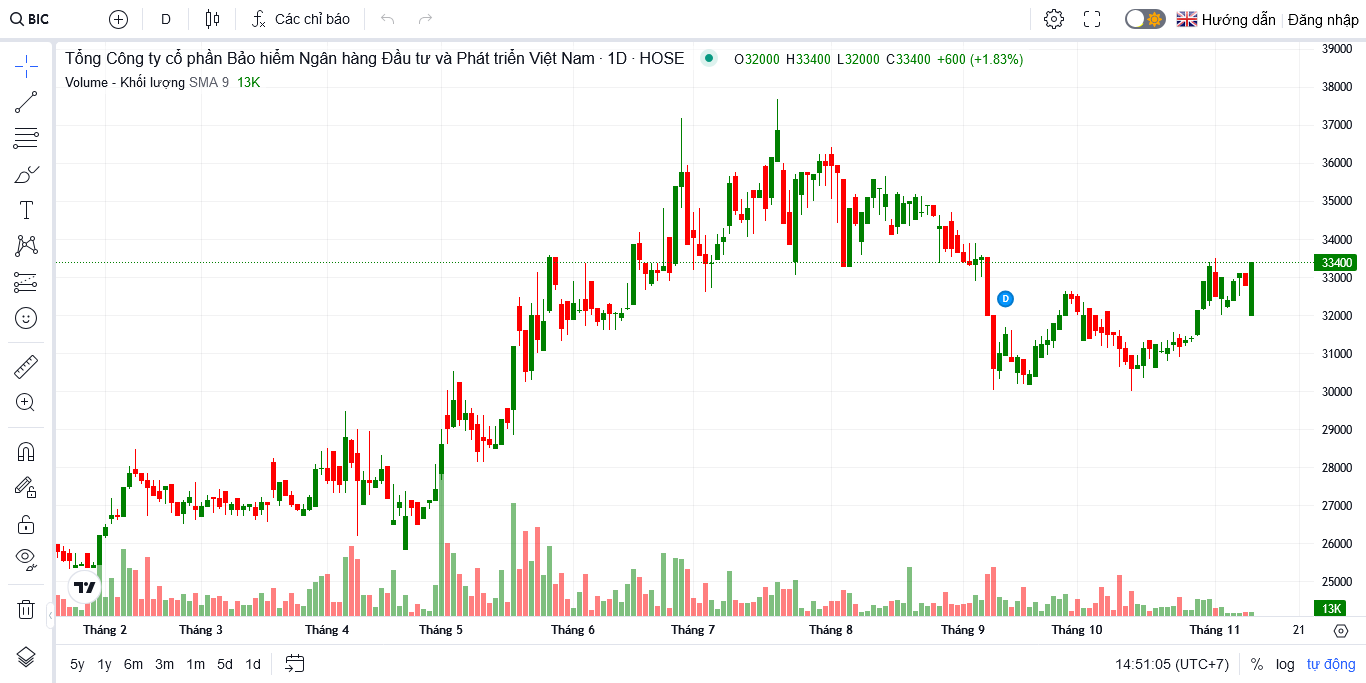 BIC D Các chỉ báo Hướng dẫn Đăng nhập
Tổng Công ty cổ phần Bảo hiểm Ngân hàng Đầu tư và Phát triển Việt Nam · 1D · HOSE O32000 H33400 L32000 C33400 +600 (+1.83%)
Volume - Khối lượng SMA 9 13K
39000
38000
37000
36000
35000
34000
33400
33000
D
32000
31000
30000
29000
28000
27000
26000
25000
13K
Tháng 2 Tháng 3 Tháng 4 Tháng 5 Tháng 6 Tháng 7 Tháng 8 Tháng 9 Tháng 10 Tháng 11 21
5y 1y 6m 3m 1m 5d 1d 14:51:05 (UTC+7) % log tự động